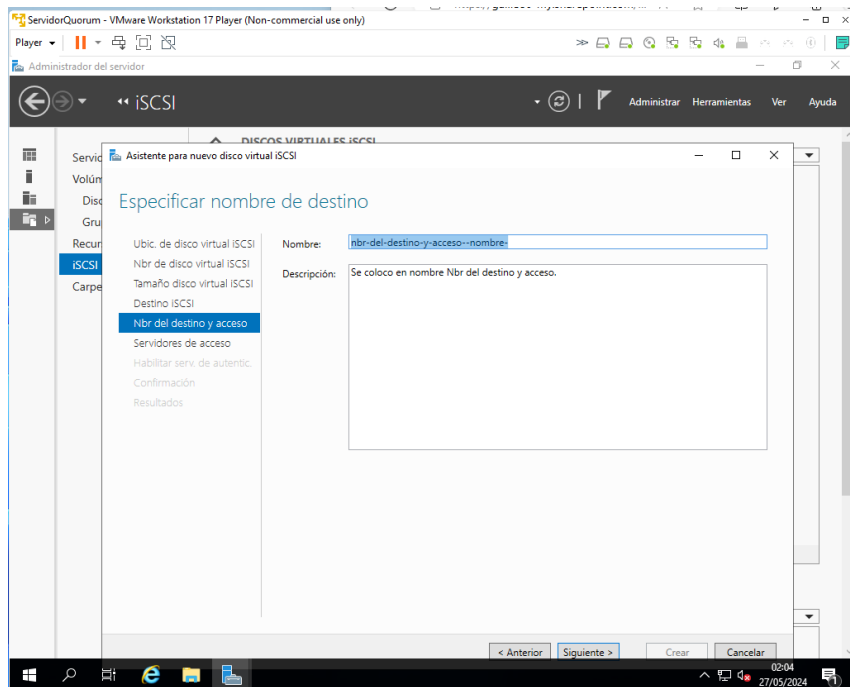 ServidorQuorum - VMware Workstation 17 Player (Non-commercial use only)
Player
Administrador del servidor
iSCSI
Administrar Herramientas Ver Ayuda
DISCOS VIRTUALES iSCSI
Asistente para nuevo disco virtual iSCSI
Especificar nombre de destino
Ubic. de disco virtual iSCSI
Nbr de disco virtual iSCSI
Tamaño disco virtual iSCSI
Destino iSCSI
Nbr del destino y acceso
Servidores de acceso
Habilitar serv. de autentic.
Confirmación
Resultados
Nombre: nbr-del-destino-y-acceso--nombre-
Descripción: Se coloco en nombre Nbr del destino y acceso.
iSCSI
< Anterior Siguiente > Crear Cancelar
02:04
27/05/2024
1